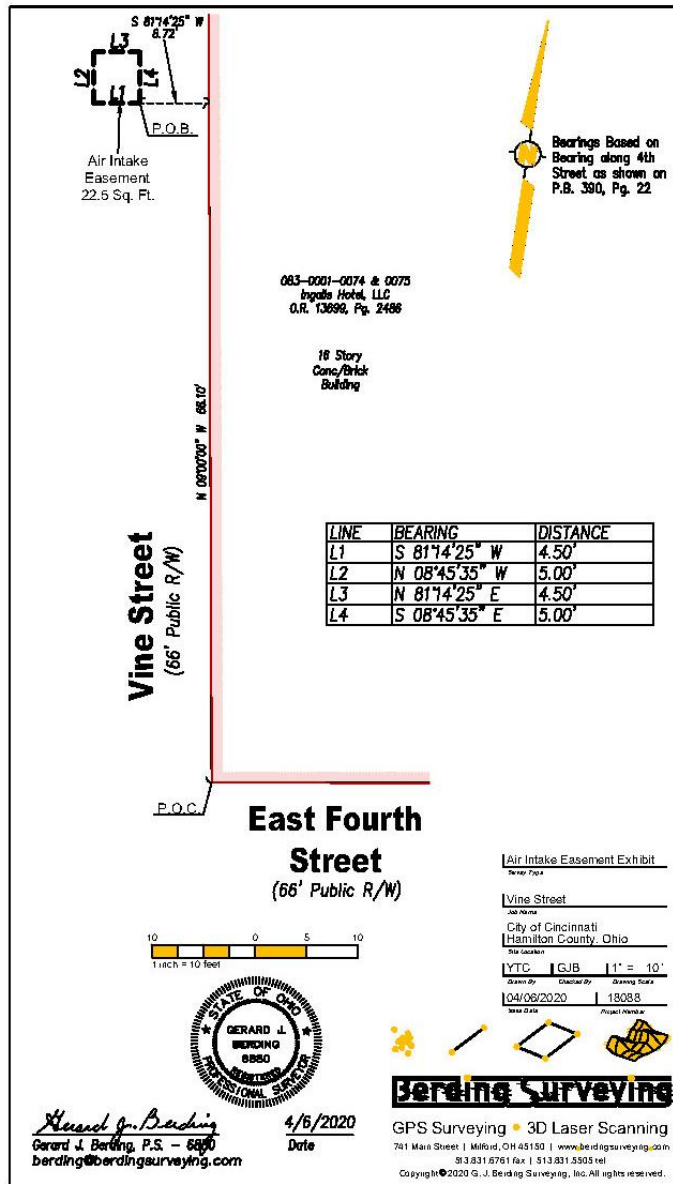 S 81°14'25" W
8.72'
L3
L2
L4
L1
P.O.B.
Air Intake
Easement
22.5 Sq. Ft.
N
Bearings Based on
Bearing along 4th
Street as shown on
P.B. 390, Pg. 22
083-0001-0074 & 0075
Ingalls Hotel, LLC
O.R. 13699, Pg. 2486
16 Story
Conc/Brick
Building
N 09°00'00" W 66.10'
Vine Street
(66' Public R/W)
LINE BEARING DISTANCE
L1 S 81°14'25" W 4.50'
L2 N 08°45'35" W 5.00'
L3 N 81°14'25" E 4.50'
L4 S 08°45'35" E 5.00'
P.O.C.
East Fourth
Street
(66' Public R/W)
10 0 5 10
1 inch = 10 feet
Air Intake Easement Exhibit
Survey Type
Vine Street
Job Name
City of Cincinnati
Hamilton County, Ohio
Site Location
YTC GJB 1" = 10'
Drawn By Checked By Drawing Scale
04/06/2020 18088
Issue Date Project Number
STATE OF OHIO
GERARD J.
BERDING
6880
REGISTERED
PROFESSIONAL SURVEYOR
Berding Surveying
GPS Surveying • 3D Laser Scanning
741 Main Street | Milford, OH 45150 | www.berdingsurveying.com
513.831.6761 fax | 513.831.5505 tel
Copyright © 2020 G. J. Berding Surveying, Inc. All rights reserved.
Gerard J. Berding 4/6/2020
Gerard J. Berding, P.S. - 6880 Date
berding@berdingsurveying.com